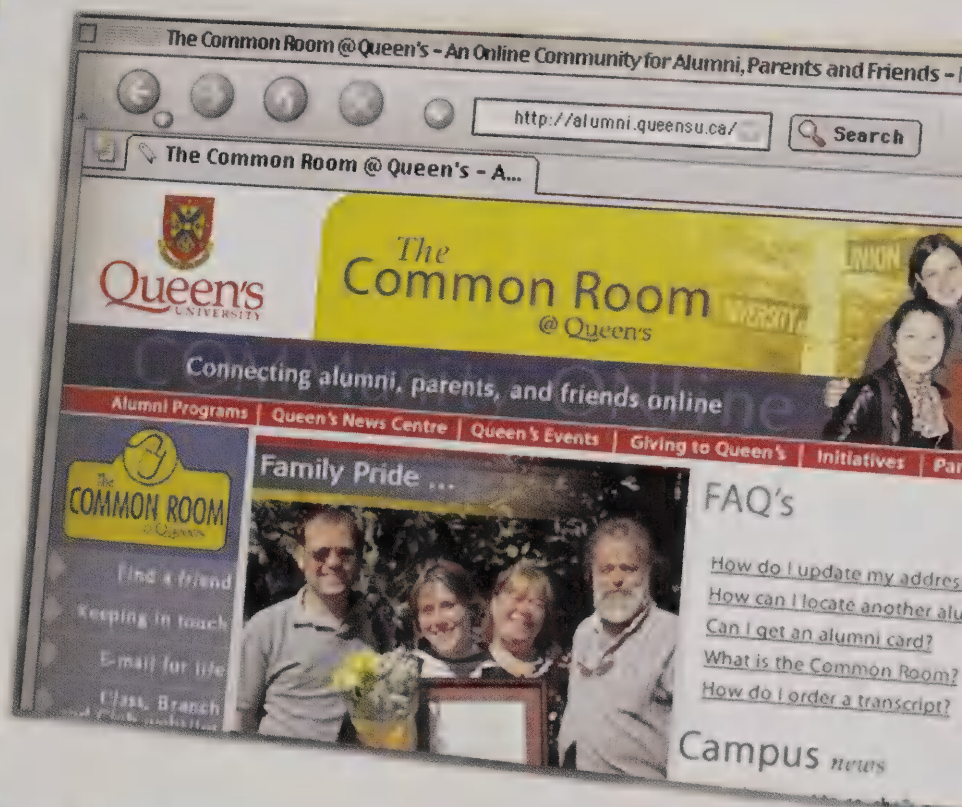 The Common Room @ Queen's - An Online Community for Alumni, Parents and Friends -
http://alumni.queensu.ca/
Search
The Common Room @ Queen's - A...
Queen's
UNIVERSITY
The
Common Room
@ Queen's
UNION
Connecting alumni, parents, and friends online
Alumni Programs | Queen's News Centre | Queen's Events | Giving to Queen's | Initiatives |
The
COMMON ROOM
@ Queen's
Find a friend
Keeping in touch
E-mail for life
Class, Branch
Family Pride ...
FAQ's
How do I update my addres
How can I locate another alu
Can I get an alumni card?
What is the Common Room?
How do I order a transcript?
Campus news